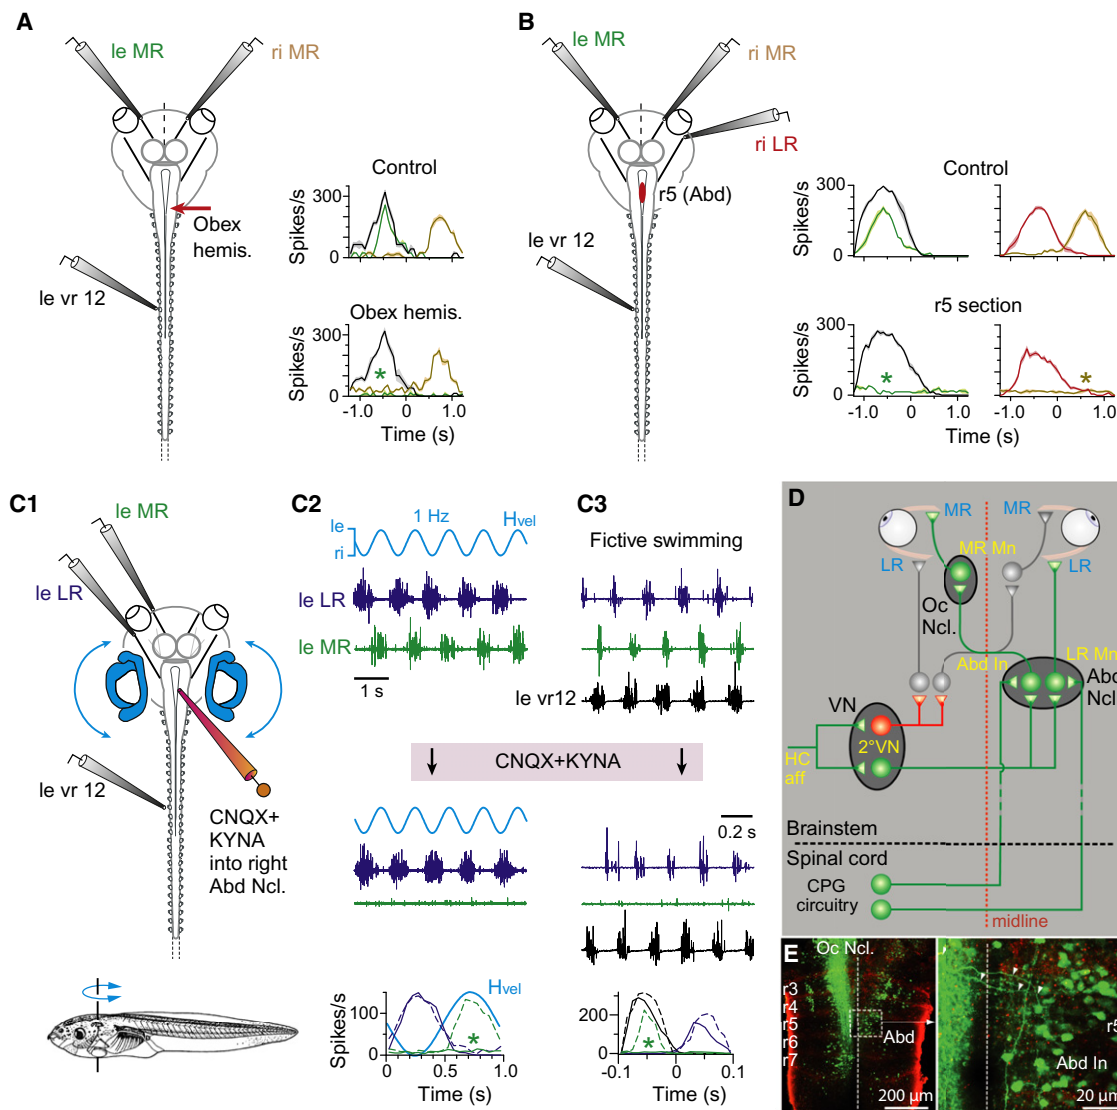 A
le MR
ri MR
Obex
hemis.
le vr 12
Control
Spikes/s
300
0
Obex hemis.
Spikes/s
300
0
*
-1.0
0
1.0
Time (s)
B
le MR
ri MR
ri LR
r5 (Abd)
le vr 12
Control
Spikes/s
300
0
r5 section
Spikes/s
300
0
*
*
-1.0
0
1.0
-1.0
0
1.0
Time (s)
C1
le MR
le LR
le vr 12
CNQX+
KYNA
into right
Abd Ncl.
C2
le
ri
1 Hz
Hvel
le LR
le MR
1 s
C3
Fictive swimming
le vr12
CNQX+KYNA
0.2 s
Spikes/s
100
0
Hvel
*
0
0.5
1.0
Time (s)
200
0
*
-0.1
0
0.1
Time (s)
D
MR
MR
LR
MR Mn
LR
Oc
Ncl.
Abd In
LR Mn
Abd
Ncl
VN
2°VN
HC
aff
Brainstem
Spinal cord
CPG
circuitry
midline
E
Oc Ncl.
r3
r4
r5
r6
r7
Abd
200 µm
r5
Abd In
20 µm